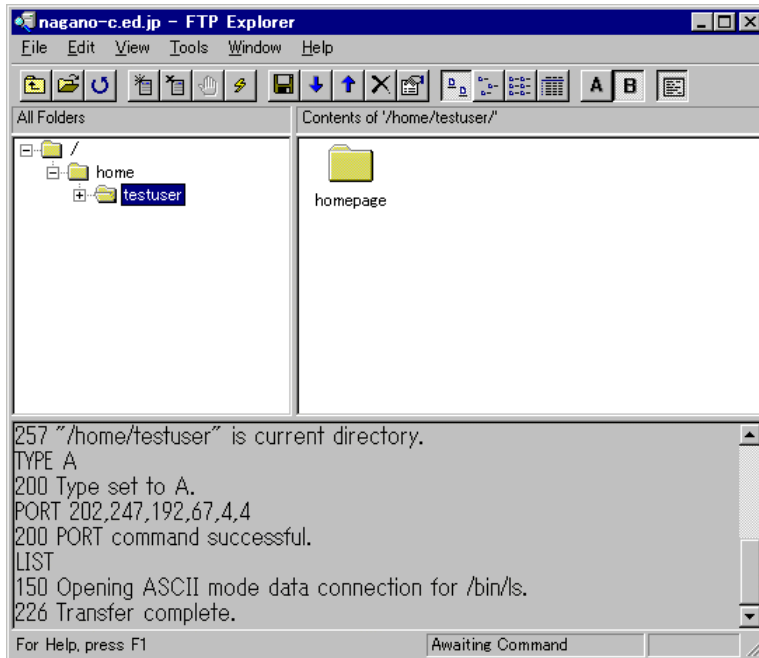 nagano-c.ed.jp - FTP Explorer
File Edit View Tools Window Help
A B
All Folders
Contents of '/home/testuser/'
/
home
testuser
homepage
257 "/home/testuser" is current directory.
TYPE A
200 Type set to A.
PORT 202,247,192,67,4,4
200 PORT command successful.
LIST
150 Opening ASCII mode data connection for /bin/ls.
226 Transfer complete.
For Help, press F1
Awaiting Command